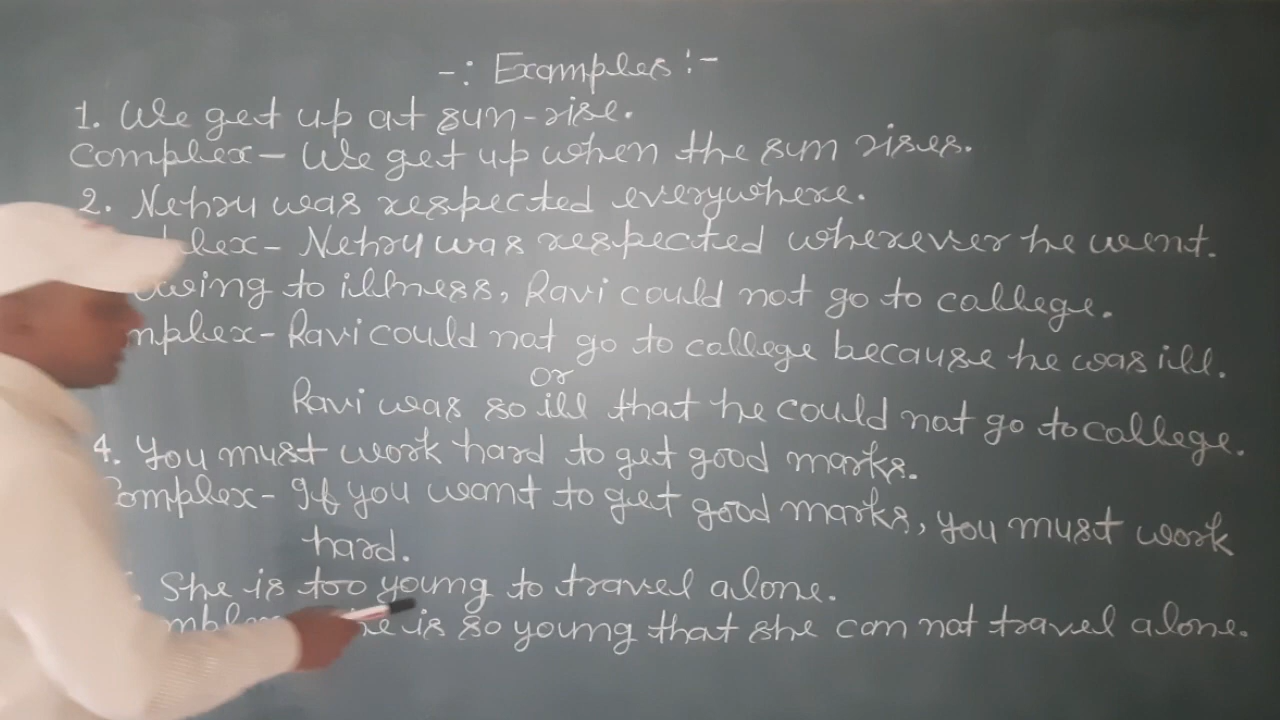 -: Examples :-
1. We get up at sun-rise.
Complex - We get up when the sun rises.
2. Nehru was respected everywhere.
plex - Nehru was respected wherever he went.
owing to illness, Ravi could not go to college.
mplex - Ravi could not go to college because he was ill.
Or
Ravi was so ill that he could not go to college.
4. You must work hard to get good marks.
Complex - If you want to get good marks, you must work
hard.
She is too young to travel alone.
mplex he is so young that she can not travel alone.